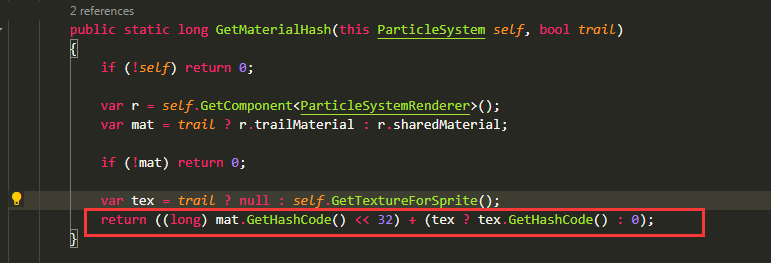 2 references
public static long GetMaterialHash(this ParticleSystem self, bool trail)
{
if (!self) return 0;
var r = self.GetComponent<ParticleSystemRenderer>();
var mat = trail ? r.trailMaterial : r.sharedMaterial;
if (!mat) return 0;
var tex = trail ? null : self.GetTextureForSprite();
return ((long) mat.GetHashCode() << 32) + (tex ? tex.GetHashCode() : 0);
}